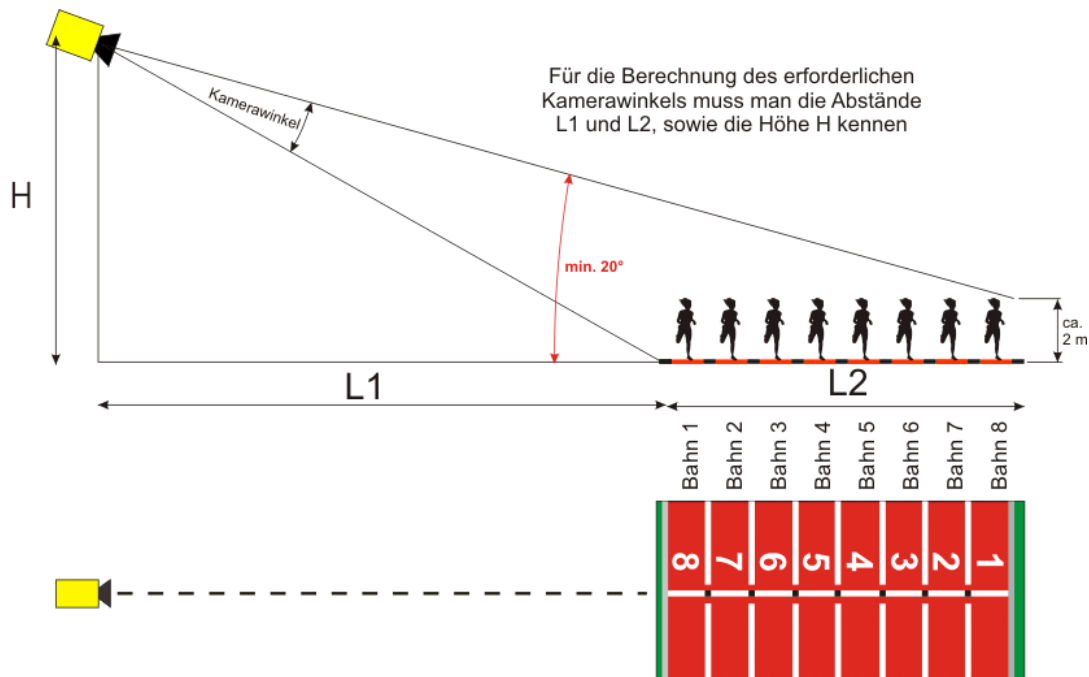 Für die Berechnung des erforderlichen
Kamerawinkels muss man die Abstände
L1 und L2, sowie die Höhe H kennen
Kamerawinkel
H
min. 20°
ca.
2 m
L1
L2
Bahn 1
Bahn 2
Bahn 3
Bahn 4
Bahn 5
Bahn 6
Bahn 7
Bahn 8
8 7 6 5 4 3 2 1